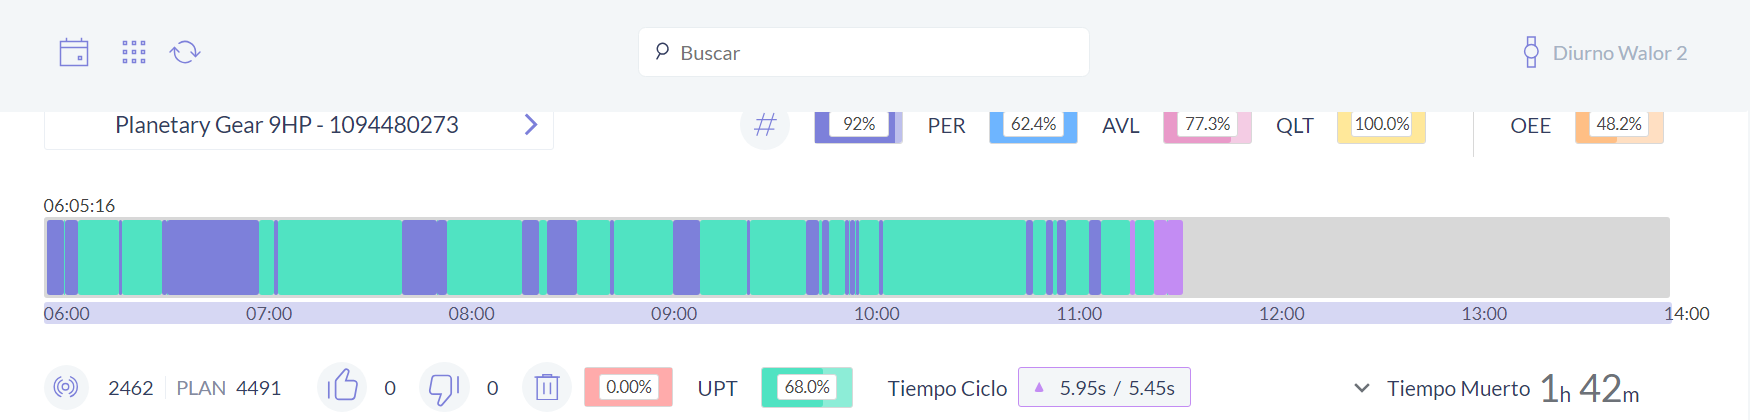 Buscar
Diurno Walor 2
Planetary Gear 9HP - 1094480273
# 92% PER 62.4% AVL 77.3% QLT 100.0% OEE 48.2%
06:05:16
06:00 07:00 08:00 09:00 10:00 11:00 12:00 13:00 14:00
2462 PLAN 4491 0 0 0.00% UPT 68.0% Tiempo Ciclo 5.95s / 5.45s Tiempo Muerto 1h 42m